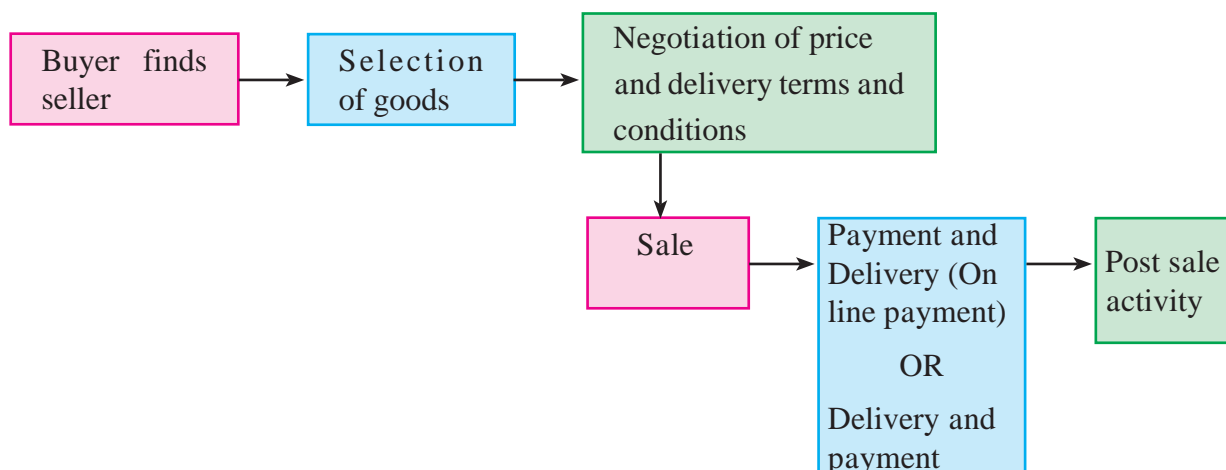 Buyer finds
seller
Selection
of goods
Negotiation of price
and delivery terms and
conditions
Sale
Payment and
Delivery (On
line payment)
OR
Delivery and
payment
Post sale
activity